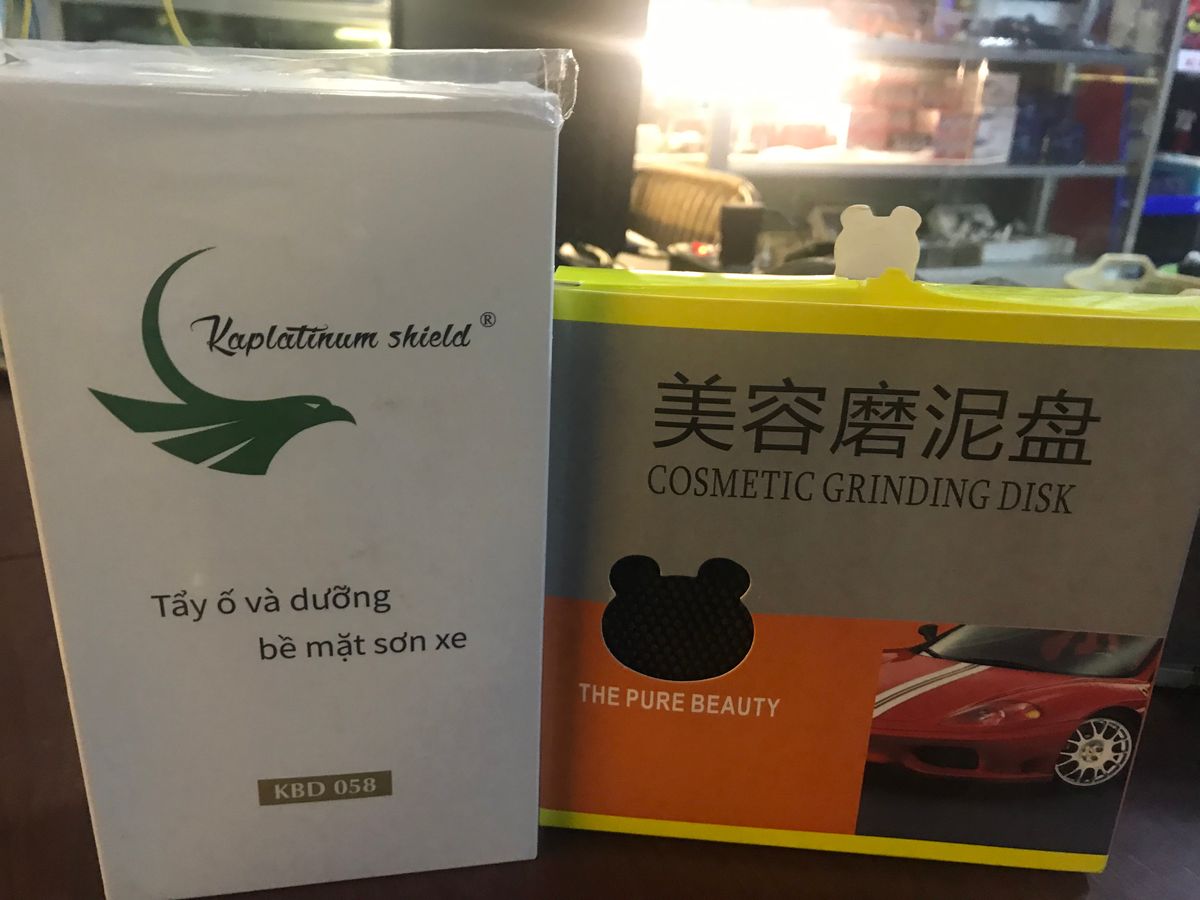 Kaplatinum shield ®
Tẩy ố và dưỡng
bề mặt sơn xe
KBD 058
美容磨泥盘
COSMETIC GRINDING DISK
THE PURE BEAUTY